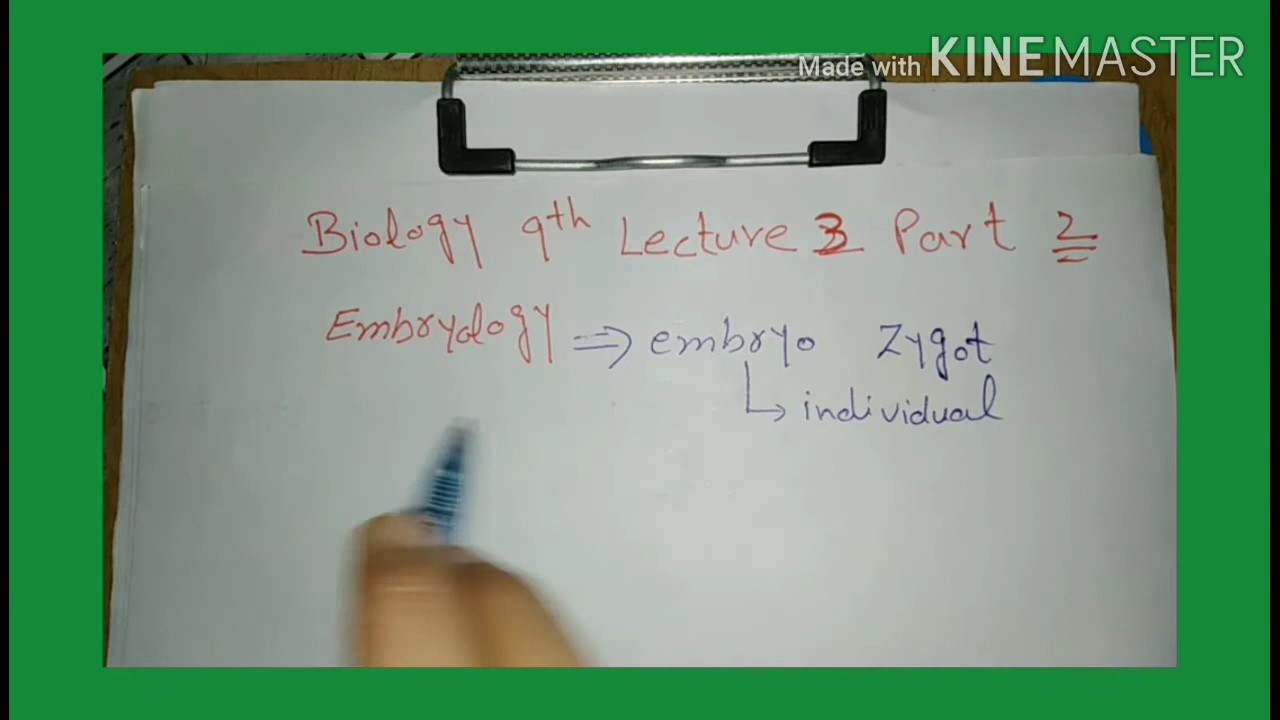 Made with KINEMASTER
Biology 9th Lecture 3 Part 2
Embryology ⇒ embryo Zygot
↳ individual